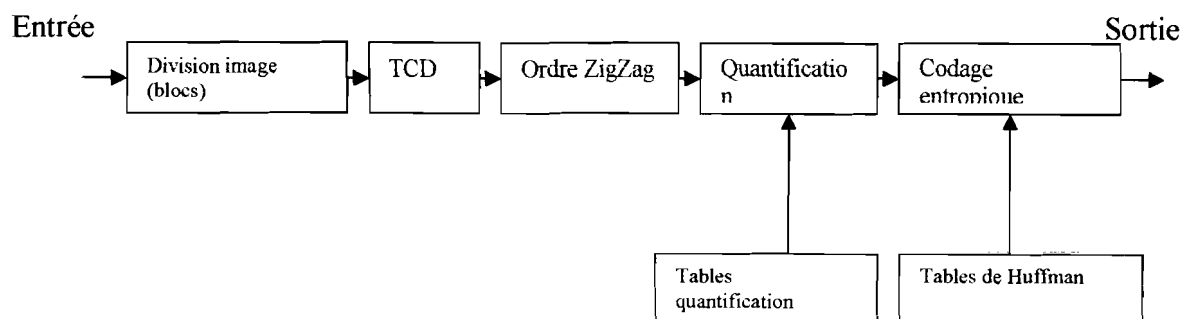 Entrée
Sortie
Division image
(blocs)
TCD
Ordre ZigZag
Quantificatio
n
Codage
entropique
Tables
quantification
Tables de Huffman